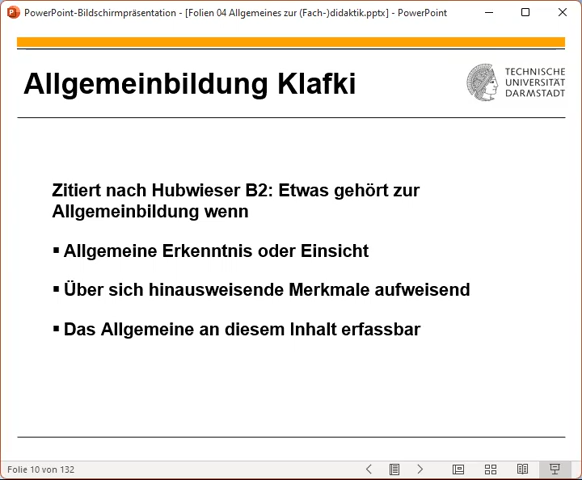 PowerPoint-Bildschirmpräsentation - [Folien 04 Allgemeines zur (Fach-)didaktik.pptx] - PowerPoint
Allgemeinbildung Klafki
TECHNISCHE
UNIVERSITÄT
DARMSTADT
Zitiert nach Hubwieser B2: Etwas gehört zur
Allgemeinbildung wenn
▪ Allgemeine Erkenntnis oder Einsicht
▪ Über sich hinausweisende Merkmale aufweisend
▪ Das Allgemeine an diesem Inhalt erfassbar
Folie 10 von 132